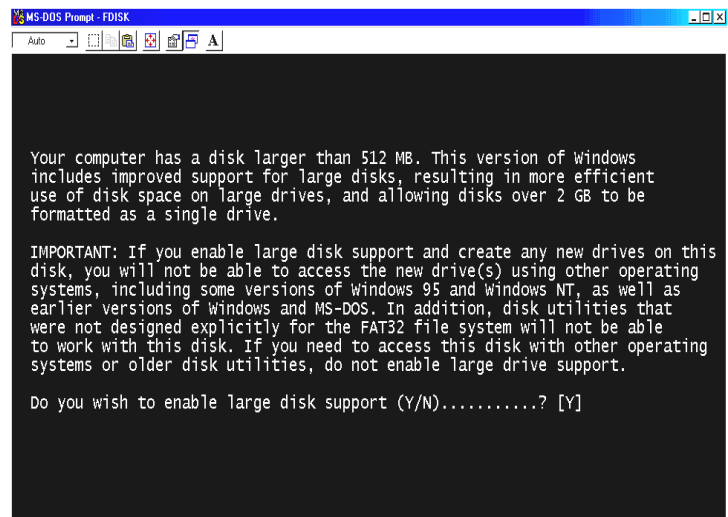 MS-DOS Prompt - FDISK
Auto
A
Your computer has a disk larger than 512 MB. This version of Windows
includes improved support for large disks, resulting in more efficient
use of disk space on large drives, and allowing disks over 2 GB to be
formatted as a single drive.
IMPORTANT: If you enable large disk support and create any new drives on this
disk, you will not be able to access the new drive(s) using other operating
systems, including some versions of Windows 95 and Windows NT, as well as
earlier versions of Windows and MS-DOS. In addition, disk utilities that
were not designed explicitly for the FAT32 file system will not be able
to work with this disk. If you need to access this disk with other operating
systems or older disk utilities, do not enable large drive support.
Do you wish to enable large disk support (Y/N)...........? [Y]